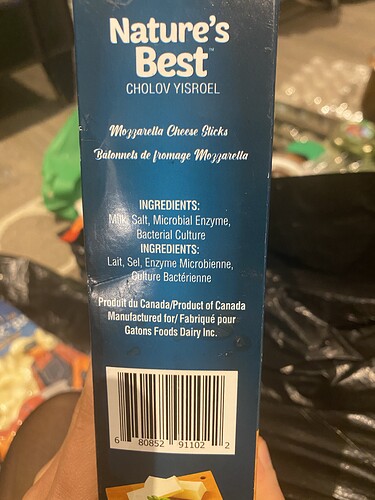 Nature's
Best™
CHOLOV YISROEL
Mozzarella Cheese Sticks
Batonnets de fromage Mozzarella
INGREDIENTS:
Milk, Salt, Microbial Enzyme,
Bacterial Culture
INGREDIENTS:
Lait, Sel, Enzyme Microbienne,
Culture Bactérienne
Produit du Canada/Product of Canada
Manufactured for/ Fabriqué pour
Gatons Foods Dairy Inc.
6 80852 91102 2